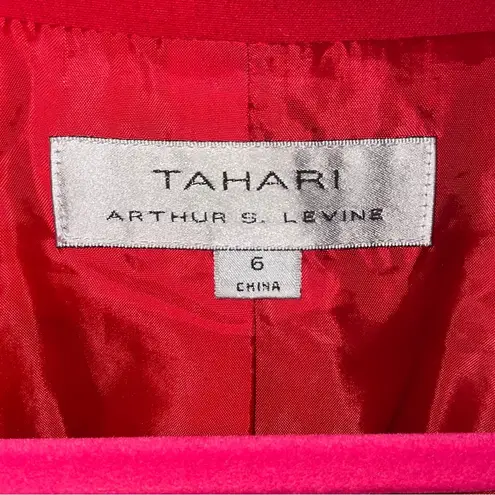 TAHARI
ARTHUR S. LEVINE
6
CHINA